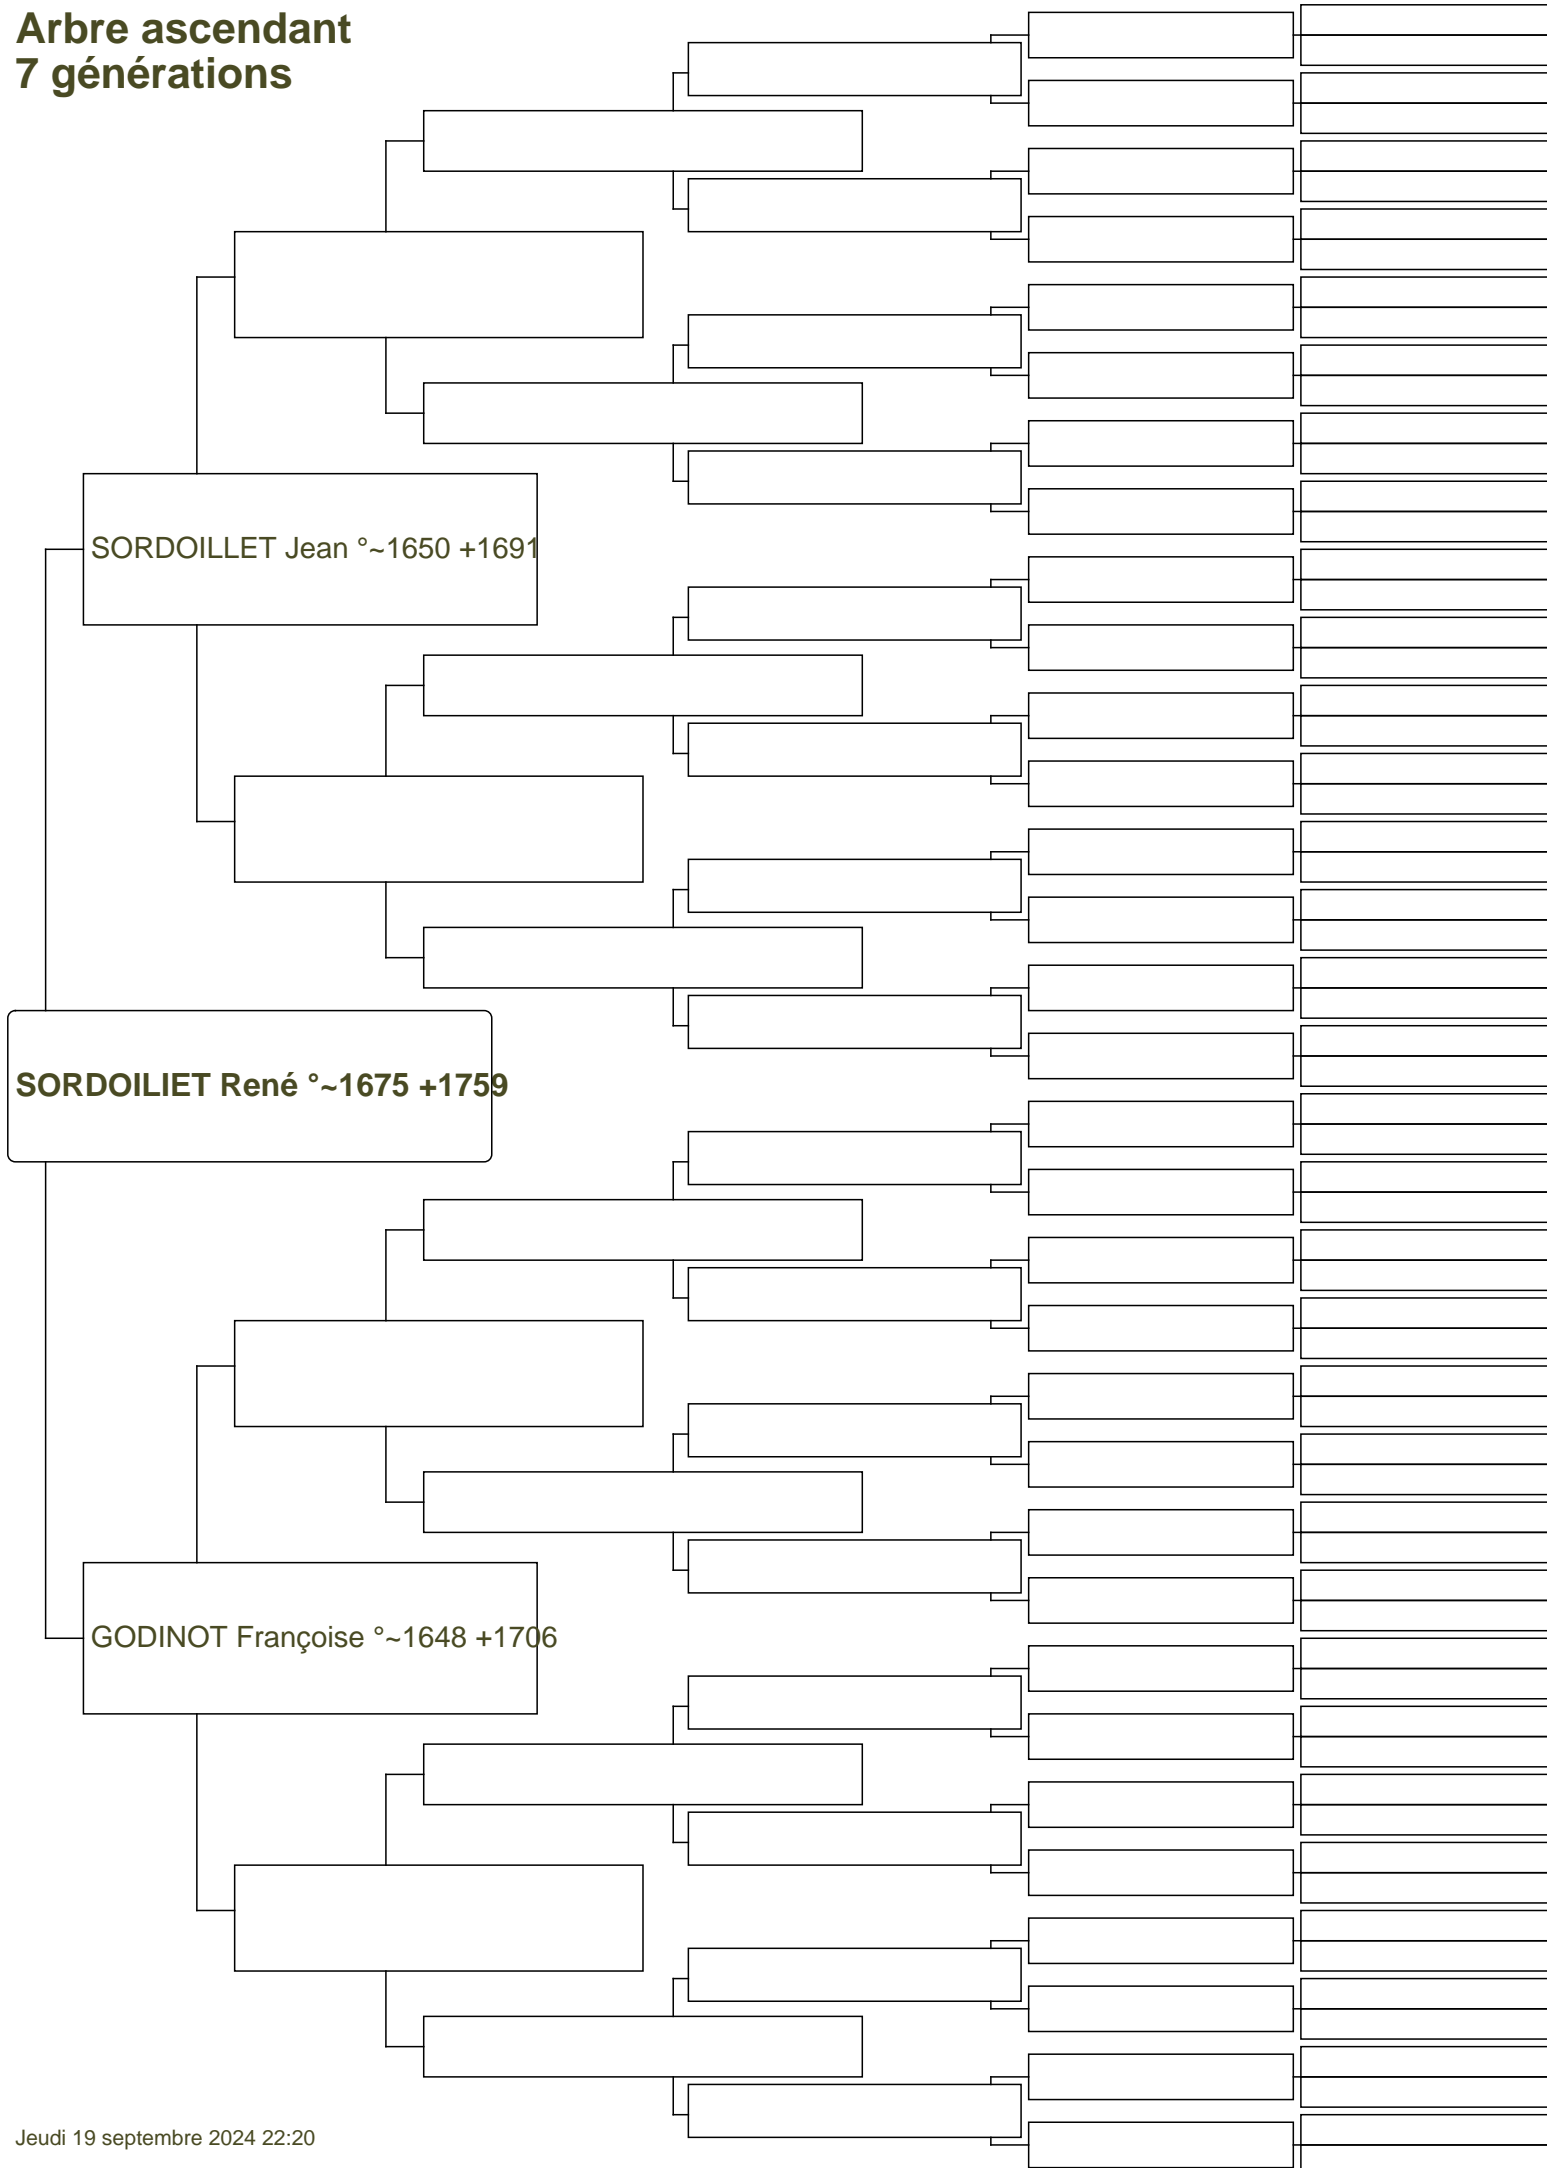 Arbre ascendant
7 générations
SORDOILLET Jean °~1650 +1691
SORDOILIET René °~1675 +1759
GODINOT Françoise °~1648 +1706
Jeudi 19 septembre 2024 22:20